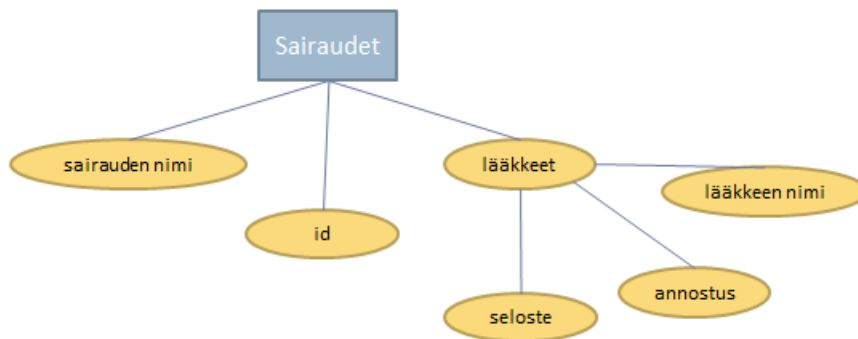 Sairaudet
sairauden nimi
lääkkeet
lääkkeen nimi
id
annostus
seloste